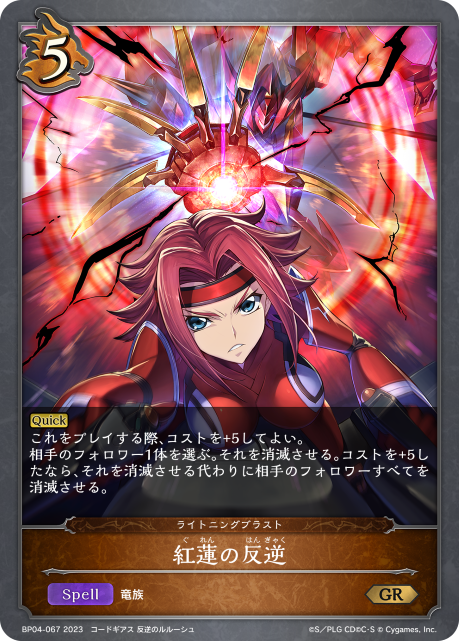 5
Quick
これをプレイする際、コストを+5してよい。
相手のフォロワー1体を選ぶ。それを消滅させる。コストを+5し
たなら、それを消滅させる代わりに相手のフォロワーすべてを
消滅させる。
ライトニングブラスト
ぐれん はんぎゃく
紅蓮の反逆
Spell 竜族 GR
BP04-067 2023 コードギアス 反逆のルルーシュ ©S／PLG CD©C-S © Cygames, Inc.